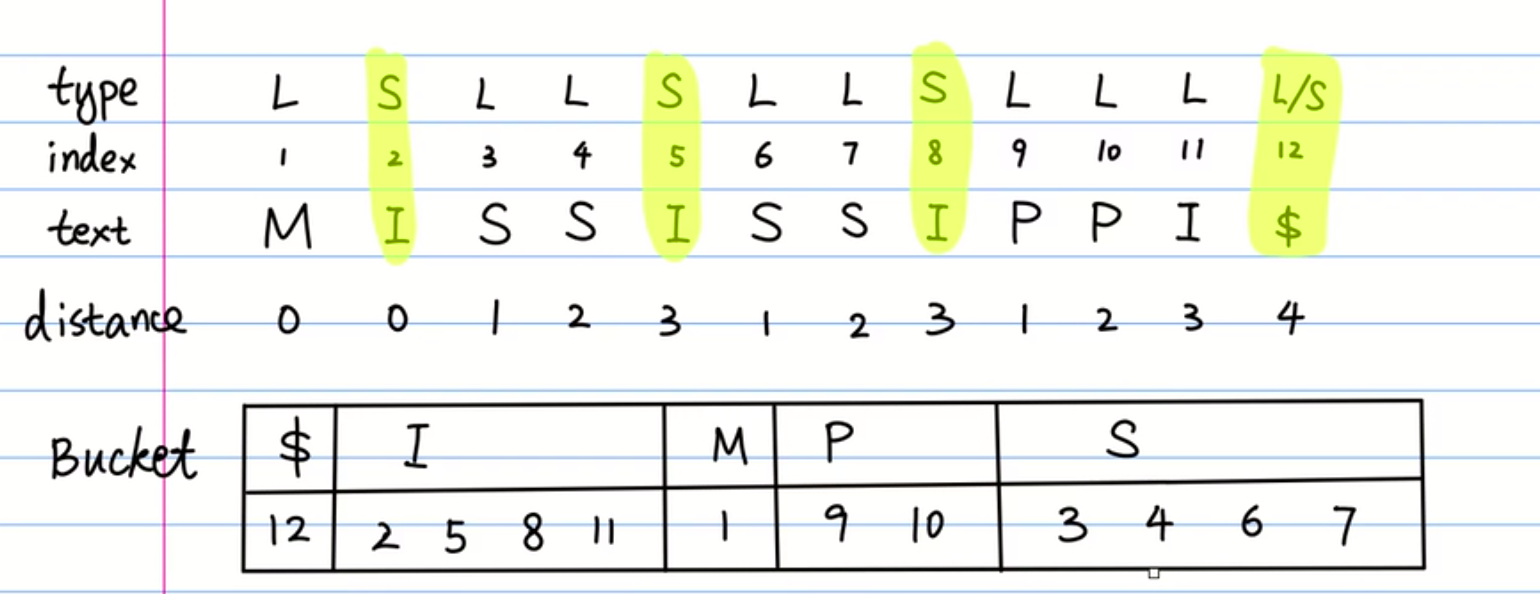 type L S L L S L L S L L L L/S
index 1 2 3 4 5 6 7 8 9 10 11 12
text M I S S I S S I P P I $
distance 0 0 1 2 3 1 2 3 1 2 3 4
Bucket $ I M P S
12 2 5 8 11 1 9 10 3 4 6 7